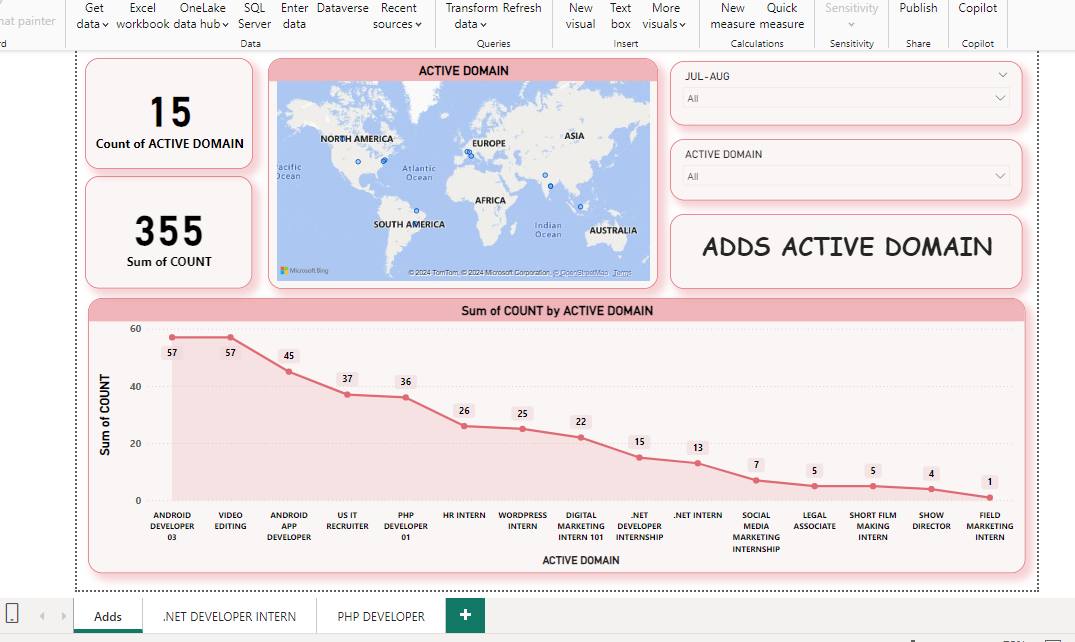 Get data
Excel workbook
OneLake data hub
SQL Server
Enter data
Dataverse
Recent sources
Transform data
Refresh
New visual
Text box
More visuals
New measure
Quick measure
Sensitivity
Publish
Copilot
painter
Data
Queries
Insert
Calculations
Sensitivity
Share
Copilot
15
Count of ACTIVE DOMAIN
355
Sum of COUNT
ACTIVE DOMAIN
NORTH AMERICA
EUROPE
ASIA
Atlantic
Ocean
AFRICA
SOUTH AMERICA
Indian
Ocean
AUSTRALIA
Microsoft Bing
© 2024 TomTom, © 2024 Microsoft Corporation, © OpenStreetMap Terms
JUL-AUG
All
ACTIVE DOMAIN
All
ADDS ACTIVE DOMAIN
Sum of COUNT by ACTIVE DOMAIN
Sum of COUNT
60
40
20
0
57
57
45
37
36
26
25
22
15
13
7
5
5
4
1
ANDROID
DEVELOPER
03
VIDEO
EDITING
ANDROID
APP
DEVELOPER
US IT
RECRUITER
PHP
DEVELOPER
01
HR INTERN
WORDPRESS
INTERN
DIGITAL
MARKETING
INTERN 101
.NET
DEVELOPER
INTERNSHIP
.NET INTERN
SOCIAL
MEDIA
MARKETING
INTERNSHIP
LEGAL
ASSOCIATE
SHORT FILM
MAKING
INTERN
SHOW
DIRECTOR
FIELD
MARKETING
INTERN
ACTIVE DOMAIN
Adds
.NET DEVELOPER INTERN
PHP DEVELOPER
+